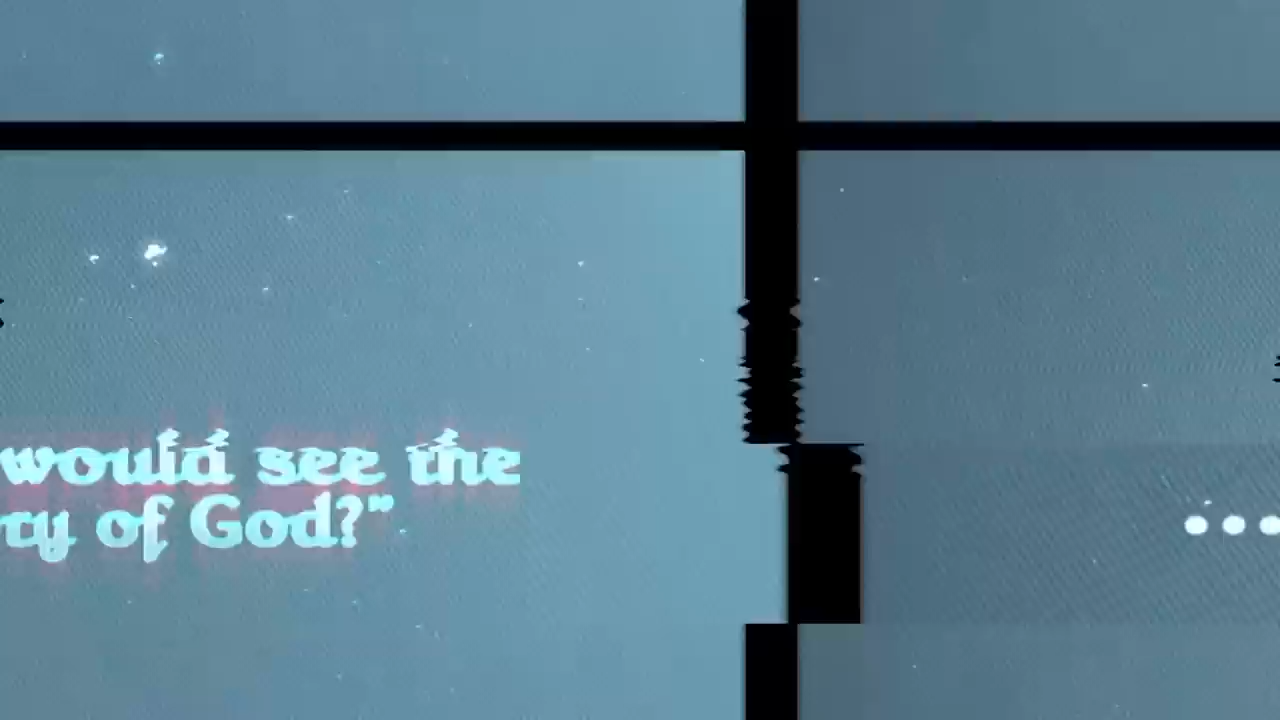 would see the
of God?”
...